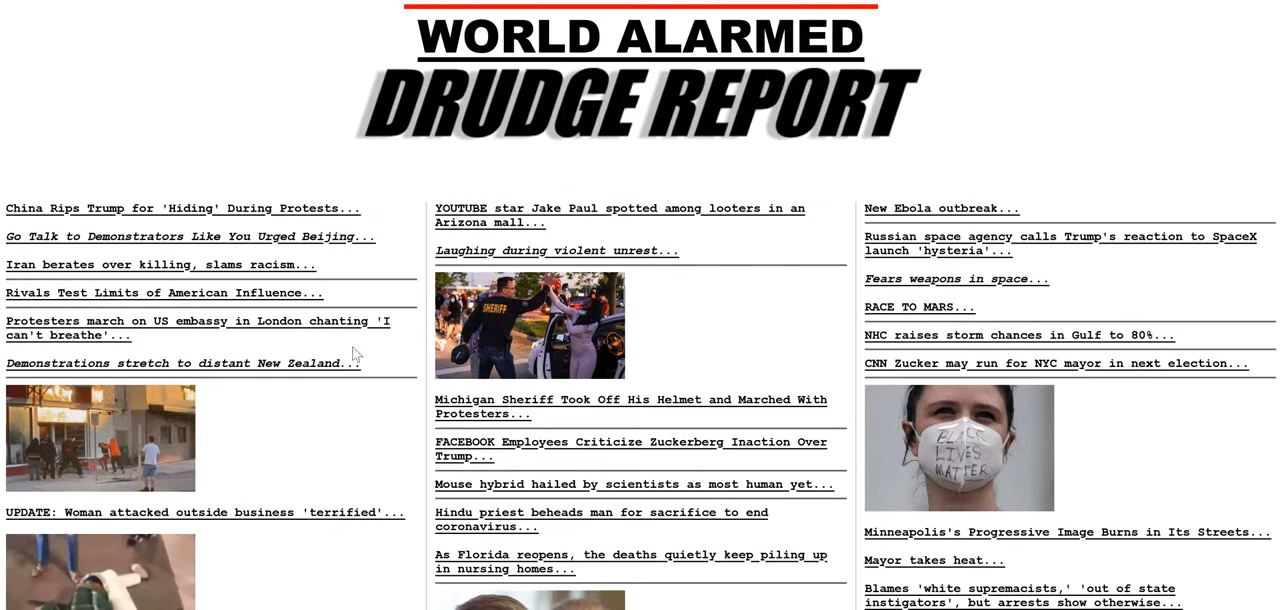 WORLD ALARMED
DRUDGE REPORT
China Rips Trump for 'Hiding' During Protests...
Go Talk to Demonstrators Like You Urged Beijing...
Iran berates over killing, slams racism...
Rivals Test Limits of American Influence...
Protesters march on US embassy in London chanting 'I
can't breathe'...
Demonstrations stretch to distant New Zealand...
UPDATE: Woman attacked outside business 'terrified'...
YOUTUBE star Jake Paul spotted among looters in an
Arizona mall...
Laughing during violent unrest...
SHERIFF
Michigan Sheriff Took Off His Helmet and Marched With
Protesters...
FACEBOOK Employees Criticize Zuckerberg Inaction Over
Trump...
Mouse hybrid hailed by scientists as most human yet...
Hindu priest beheads man for sacrifice to end
coronavirus...
As Florida reopens, the deaths quietly keep piling up
in nursing homes...
New Ebola outbreak...
Russian space agency calls Trump's reaction to SpaceX
launch 'hysteria'...
Fears weapons in space...
RACE TO MARS...
NHC raises storm chances in Gulf to 80%...
CNN Zucker may run for NYC mayor in next election...
BLACK
LIVES
MATTER
Minneapolis's Progressive Image Burns in Its Streets...
Mayor takes heat...
Blames 'white supremacists,' 'out of state
instigators', but arrests show otherwise...